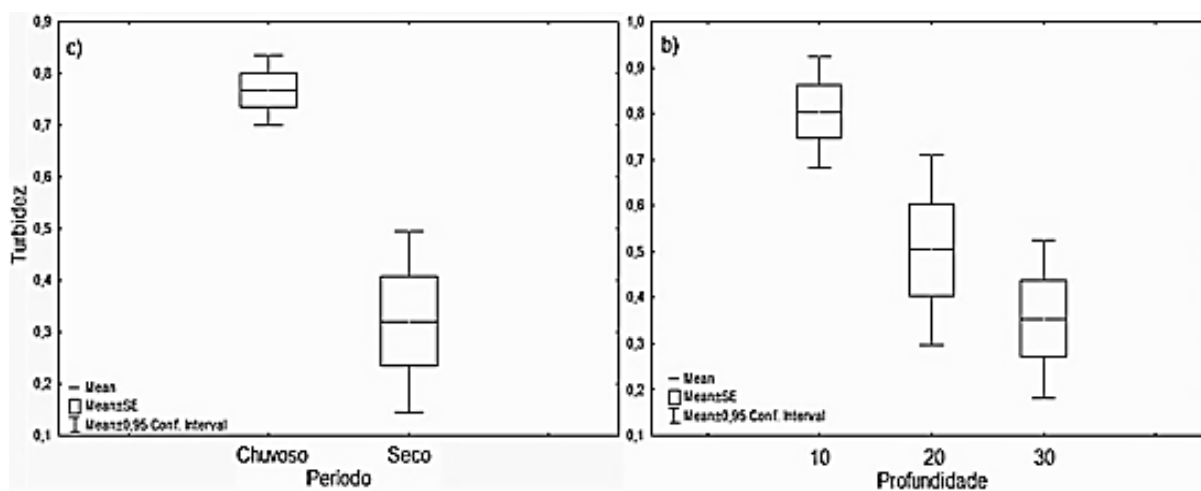 c)
Turbidez
0,9
0,8
0,7
0,6
0,5
0,4
0,3
0,2
0,1
Mean
Mean±SE
Mean±0,95 Conf. Interval
Chuvoso Seco
Período
b)
1,0
0,9
0,8
0,7
0,6
0,5
0,4
0,3
0,2
0,1
Mean
Mean±SE
Mean±0,95 Conf. Interval
10 20 30
Profundidade